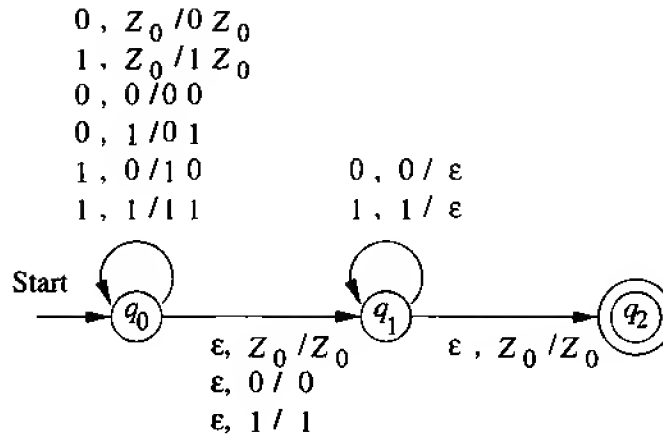 0 , Z₀ /0 Z₀
1 , Z₀ /1 Z₀
0 , 0 / 0 0
0 , 1 / 0 1
1 , 0 / 1 0
1 , 1 / 1 1
0 , 0 / ε
1 , 1 / ε
Start
q₀
q₁
q₂
ε, Z₀ / Z₀
ε, 0 / 0
ε, 1 / 1
ε , Z₀ / Z₀